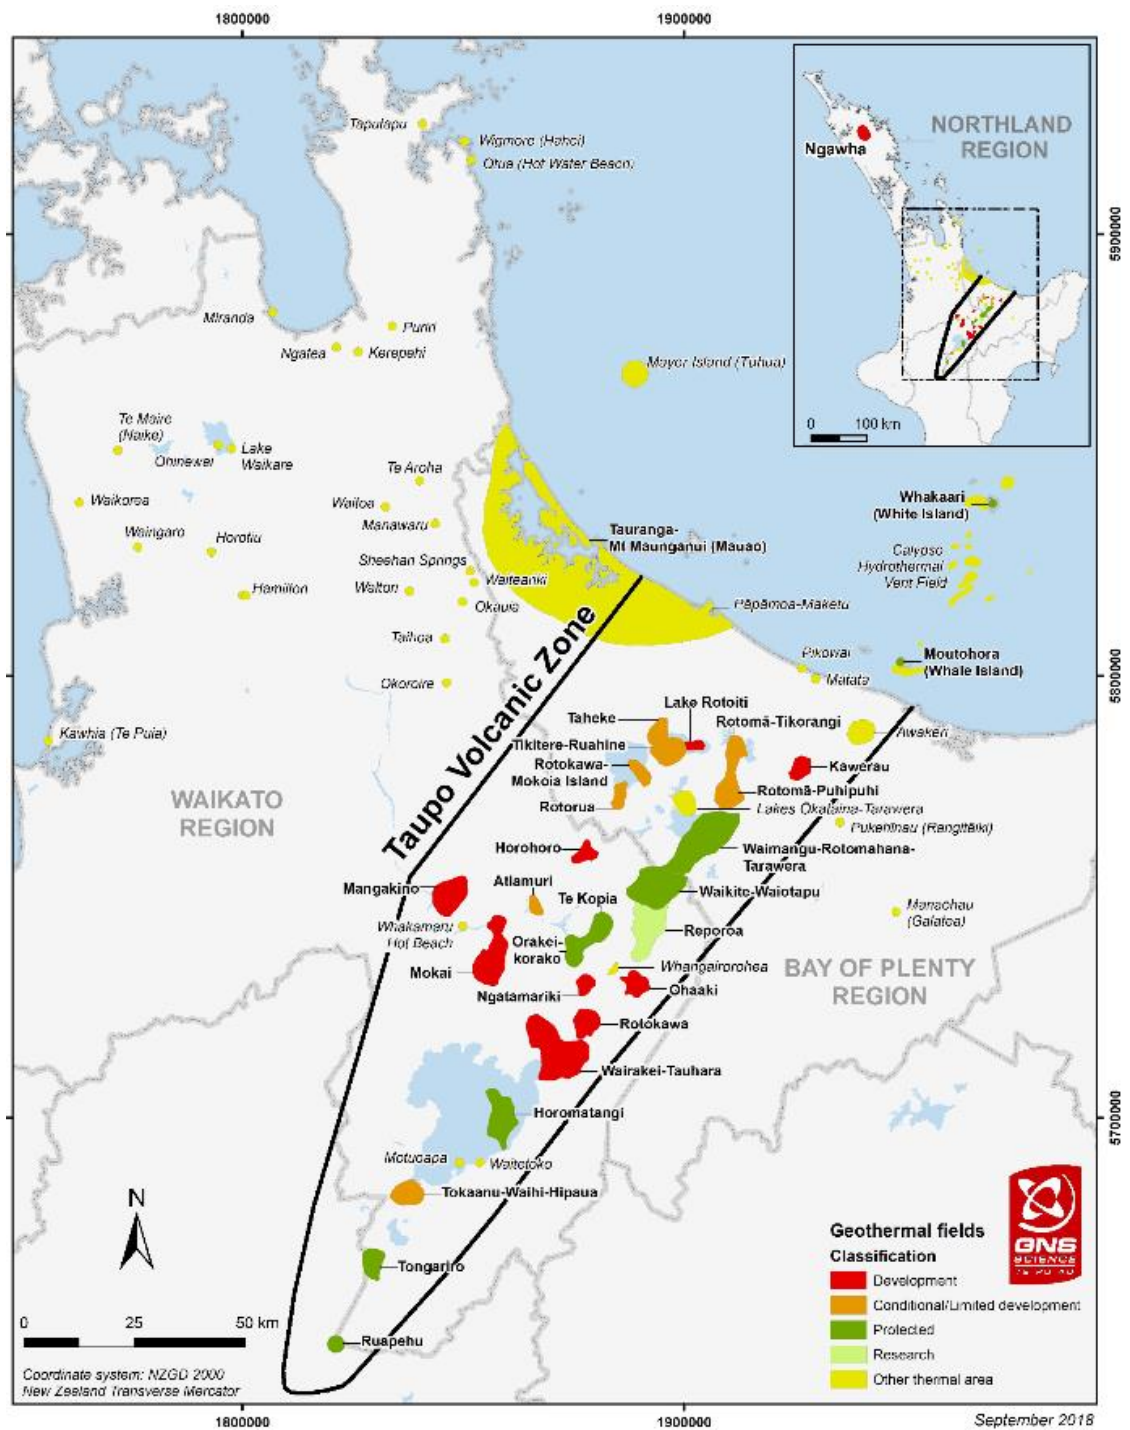 1800000
1900000
5900000
5800000
5700000
1800000
1900000
NORTHLAND
REGION
Ngawha
0
100 km
Tapulapu
Wigmore (Hahei)
Otua (Hot Water Beach)
Miranda
Puriri
Ngatea
Kerepehi
Mayor Island (Tuhua)
Te Maire
(Naike)
Ohinewai
Lake
Waikare
Te Aroha
Waikorea
Waitoa
Manawaru
Waingaro
Horotiu
Sheehan Springs
Hamilton
Walton
Waiteariki
Okauia
Taihoa
Okoroire
Kawhia (Te Puia)
Whakaari
(White Island)
Calypso
Hydrothermal
Vent Field
Tauranga-
Mt Maunganui (Mauao)
Pāpāmoa-Maketu
Pikowai
Matata
Moutohora
(Whale Island)
Taupo Volcanic Zone
Lake Rotoiti
Taheke
Rotomā-Tikorangi
Tikitere-Ruahine
Awakeri
Rotokawa-
Mokoia Island
Kawerau
Rotorua
Rotomā-Puhipuhi
Lakes Okataina-Tarawera
Pukehinau (Rangitāiki)
WAIKATO
REGION
Horohoro
Waimangu-Rotomahana-
Tarawera
Mangakino
Atiamuri
Te Kopia
Waikite-Waiotapu
Whakamaru
Hot Beach
Manaohau
(Galatea)
Orakei-
korako
Reporoa
Mokai
Whangairorohea
Ngatamariki
Ohaaki
BAY OF PLENTY
REGION
Rotokawa
Wairakei-Tauhara
Horomatangi
Motuoapa
Waitetoko
Tokaanu-Waihi-Hipaua
Tongariro
Ruapehu
N
0
25
50 km
Coordinate system: NZGD 2000
New Zealand Transverse Mercator
GNS
SCIENCE
TE PŪ AO
Geothermal fields
Classification
Development
Conditional/Limited development
Protected
Research
Other thermal area
September 2018